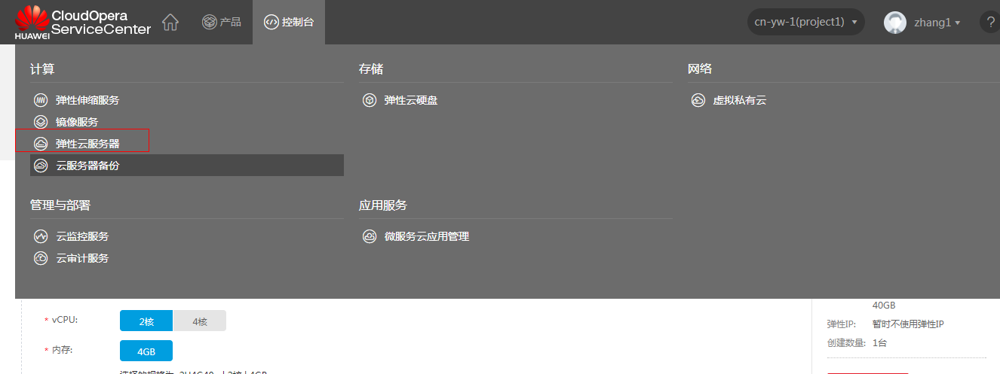 HUAWEI
CloudOpera
ServiceCenter
产品
控制台
cn-yw-1(project1)
zhang1
?
计算
存储
网络
弹性伸缩服务
弹性云硬盘
虚拟私有云
镜像服务
弹性云服务器
云服务器备份
管理与部署
应用服务
云监控服务
微服务云应用管理
云审计服务
40GB
* vCPU:
2核
4核
弹性IP:
暂时不使用弹性IP
创建数量:
1台
* 内存:
4GB